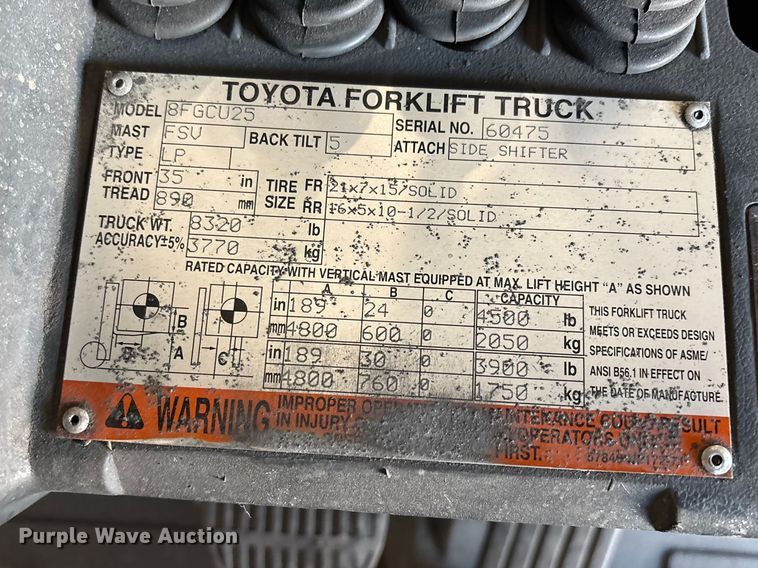 TOYOTA FORKLIFT TRUCK
MODEL 8FGCU25 SERIAL NO. 60475
MAST FSV BACK TILT 5 ATTACH SIDE SHIFTER
TYPE LP
FRONT TREAD 35 in TIRE SIZE FR 21x7x15/SOLID
890 mm RR 16x5x10-1/2/SOLID
TRUCK WT. 8320 lb
ACCURACY±5% 3770 kg
RATED CAPACITY WITH VERTICAL MAST EQUIPPED AT MAX. LIFT HEIGHT "A" AS SHOWN
A B C CAPACITY
in 189 24 0 4500 lb
mm 4800 600 0 2050 kg
in 189 30 0 3900 lb
mm 4800 760 0 1750 kg
B
A
B
C
THIS FORKLIFT TRUCK
MEETS OR EXCEEDS DESIGN
SPECIFICATIONS OF ASME/
ANSI B56.1 IN EFFECT ON
THE DATE OF MANUFACTURE.
WARNING IMPROPER RESULT
IN INJURY
FIRST.
Purple Wave Auction